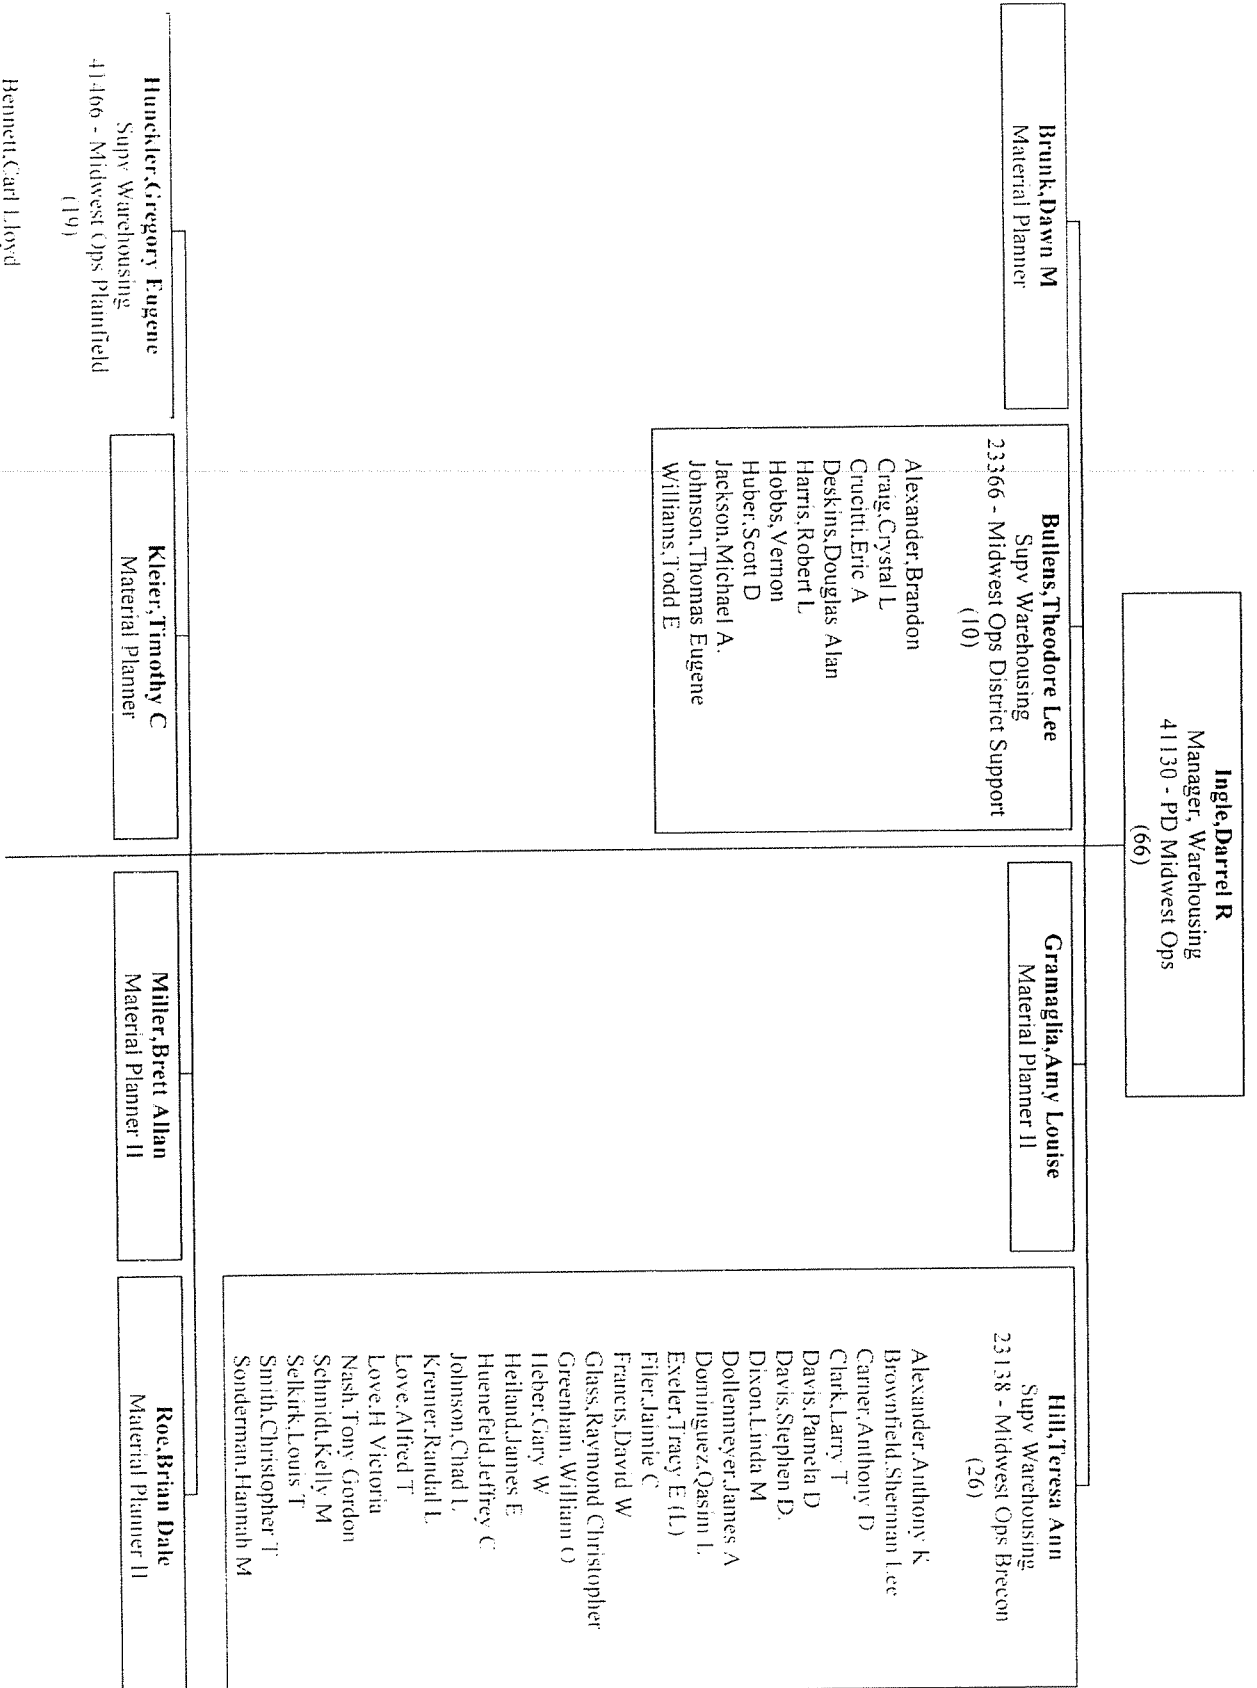 Ingle,Darrel R
Manager, Warehousing
41130 - PD Midwest Ops
(66)
Brunk,Dawn M
Material Planner
Bullens,Theodore Lee
Supv Warehousing
23366 - Midwest Ops District Support
(10)
Alexander,Brandon
Craig,Crystal L
Crucitti,Eric A
Deskins,Douglas Alan
Harris,Robert L
Hobbs,Vernon
Huber,Scott D
Jackson,Michael A.
Johnson,Thomas Eugene
Williams,Todd E
Gramaglia,Amy Louise
Material Planner II
Hill,Teresa Ann
Supv Warehousing
23138 - Midwest Ops Brecon
(26)
Alexander,Anthony K
Brownfield,Sherman Lee
Carner,Anthony D
Clark,Larry T
Davis,Pamela D
Davis,Stephen D.
Dixon,Linda M
Dollenmeyer,James A
Dominguez,Qasim L
Exeler,Tracy E (L)
Fiter,Jaimie C
Francis,David W
Glass,Raymond Christopher
Greenham,William O
Heber,Gary W
Heiland,James E
Huenefeld,Jeffrey C
Johnson,Chad L
Kremer,Randal L
Love,Alfred T
Love,H Victoria
Nash,Tony Gordon
Schmidt,Kelly M
Selkirk,Louis T
Smith,Christopher T
Sonderman,Hannah M
Hunckler,Gregory Eugene
Supv Warehousing
41466 - Midwest Ops Plainfield
(19)
Bennett,Carl Lloyd
Kleier,Timothy C
Material Planner
Miller,Brett Allan
Material Planner II
Roe,Brian Dale
Material Planner II